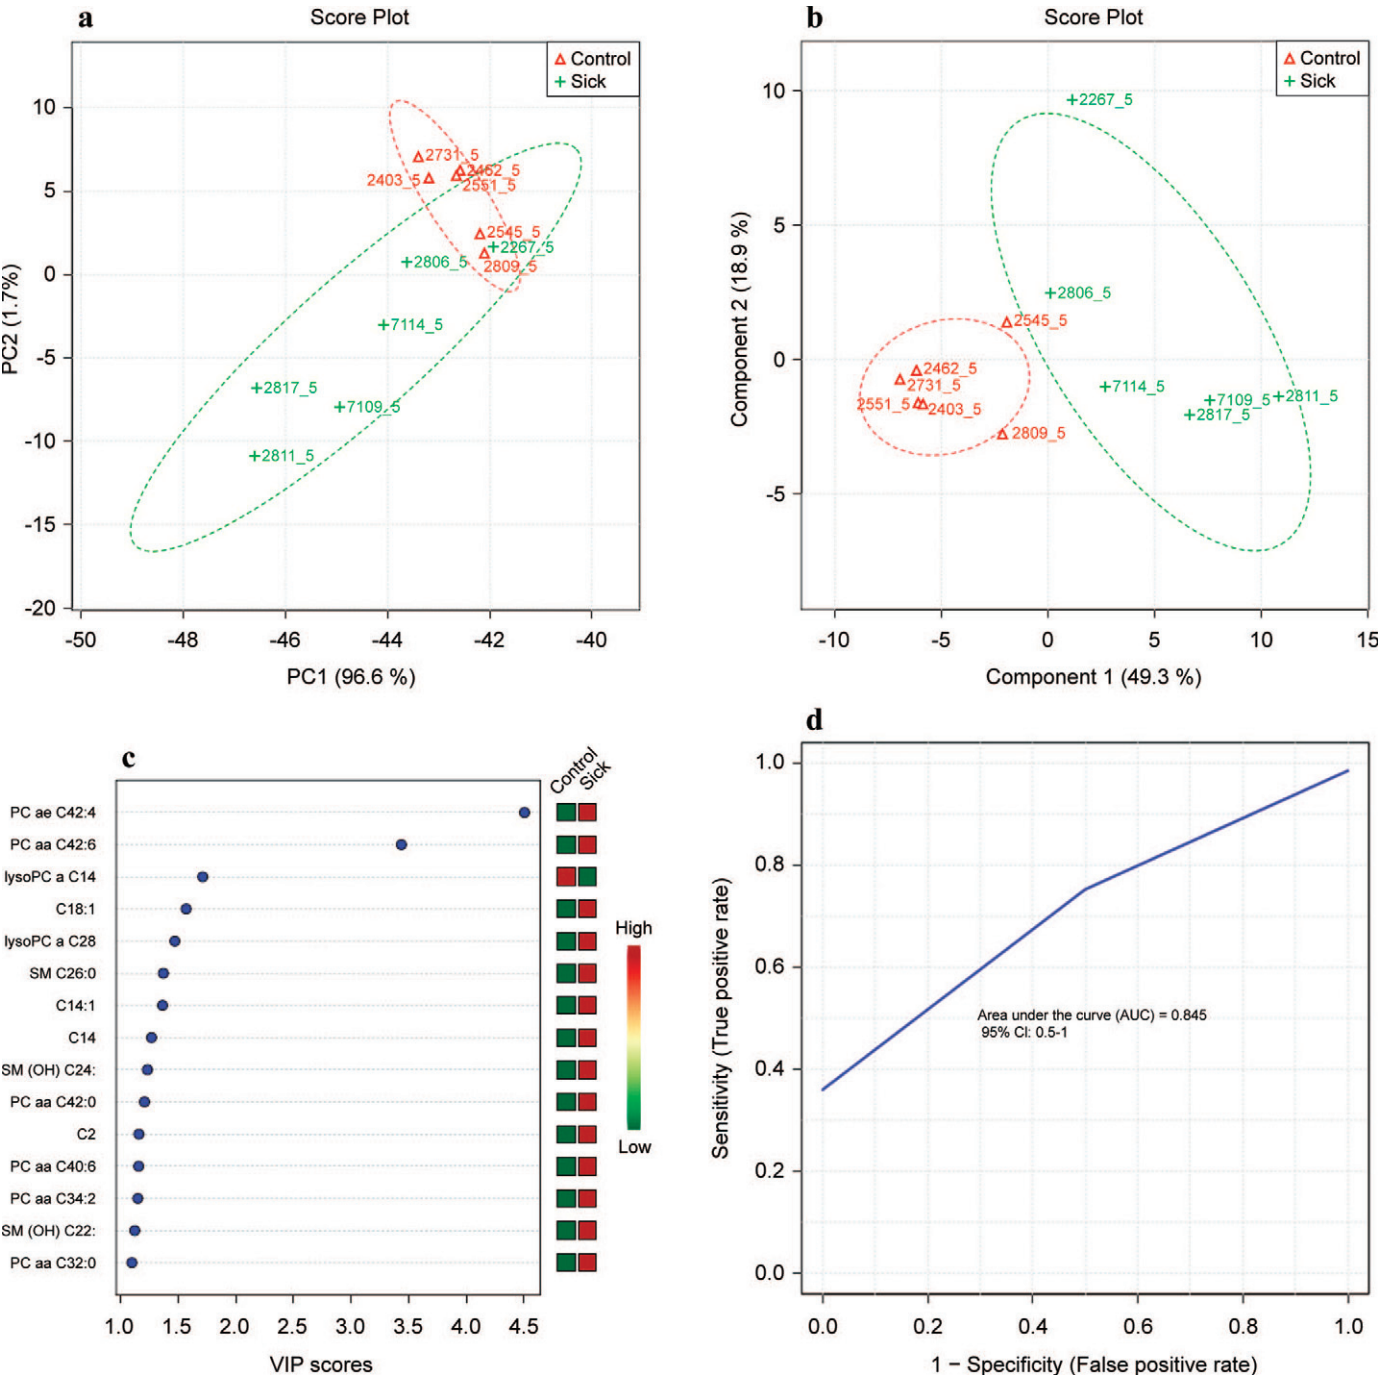 a
Score Plot
Control
Sick
10
5
0
-5
-10
-15
-20
PC2 (1.7%)
2731_5
2403_5
2462_5
2551_5
2545_5
2267_5
2806_5
2809_5
7114_5
2817_5
7109_5
2811_5
-50 -48 -46 -44 -42 -40
PC1 (96.6 %)
b
Score Plot
Control
Sick
10
5
0
-5
Component 2 (18.9 %)
2267_5
2806_5
2545_5
2462_5
2731_5
2551_5
2403_5
2809_5
7114_5
7109_5
2811_5
2817_5
-10 -5 0 5 10 15
Component 1 (49.3 %)
c
Control
Sick
PC ae C42:4
PC aa C42:6
lysoPC a C14
C18:1
lysoPC a C28
SM C26:0
C14:1
C14
SM (OH) C24:
PC aa C42:0
C2
PC aa C40:6
PC aa C34:2
SM (OH) C22:
PC aa C32:0
High
Low
1.0 1.5 2.0 2.5 3.0 3.5 4.0 4.5
VIP scores
d
1.0
0.8
0.6
0.4
0.2
0.0
Sensitivity (True positive rate)
Area under the curve (AUC) = 0.845
95% CI: 0.5-1
0.0 0.2 0.4 0.6 0.8 1.0
1 − Specificity (False positive rate)